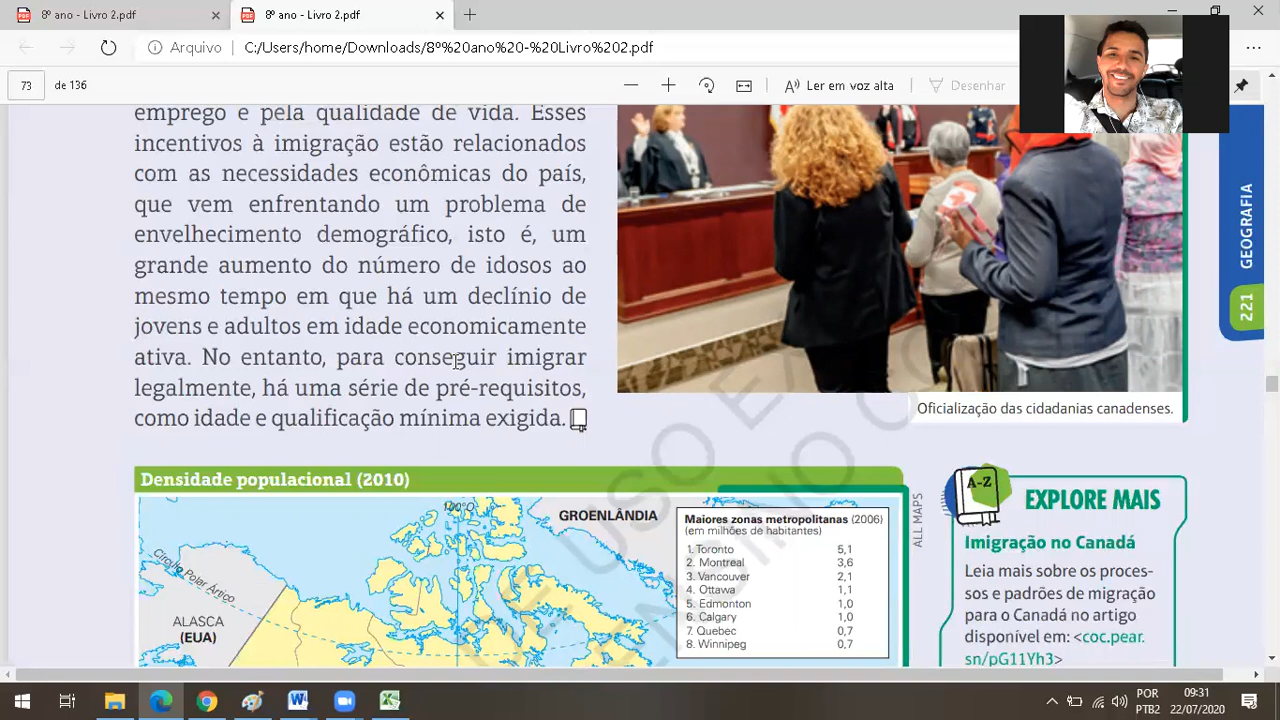 8º ano - Livro 2.pdf
8º ano - Livro 2.pdf
Arquivo
C:/Users/home/Downloads/8º%20ano%20-%20Livro%202.pdf
73
de 136
Ler em voz alta
Desenhar
emprego e pela qualidade de vida. Esses
incentivos à imigração estão relacionados
com as necessidades econômicas do país,
que vem enfrentando um problema de
envelhecimento demográfico, isto é, um
grande aumento do número de idosos ao
mesmo tempo em que há um declínio de
jovens e adultos em idade economicamente
ativa. No entanto, para conseguir imigrar
legalmente, há uma série de pré-requisitos,
como idade e qualificação mínima exigida.
Oficialização das cidadanias canadenses.
GEOGRAFIA
221
Densidade populacional (2010)
100°O
GROENLÂNDIA
Círculo Polar Ártico
ALASCA
(EUA)
Maiores zonas metropolitanas (2006)
(em milhões de habitantes)
1. Toronto 5,1
2. Montreal 3,6
3. Vancouver 2,1
4. Ottawa 1,1
5. Edmonton 1,0
6. Calgary 1,0
7. Quebec 0,7
8. Winnipeg 0,7
ALL MAPS
A-Z
EXPLORE MAIS
Imigração no Canadá
Leia mais sobre os proces-
sos e padrões de migração
para o Canadá no artigo
disponível em: <coc.pear.
sn/pG11Yh3>
USO E
ENSINO
POR
PTB2
09:31
22/07/2020